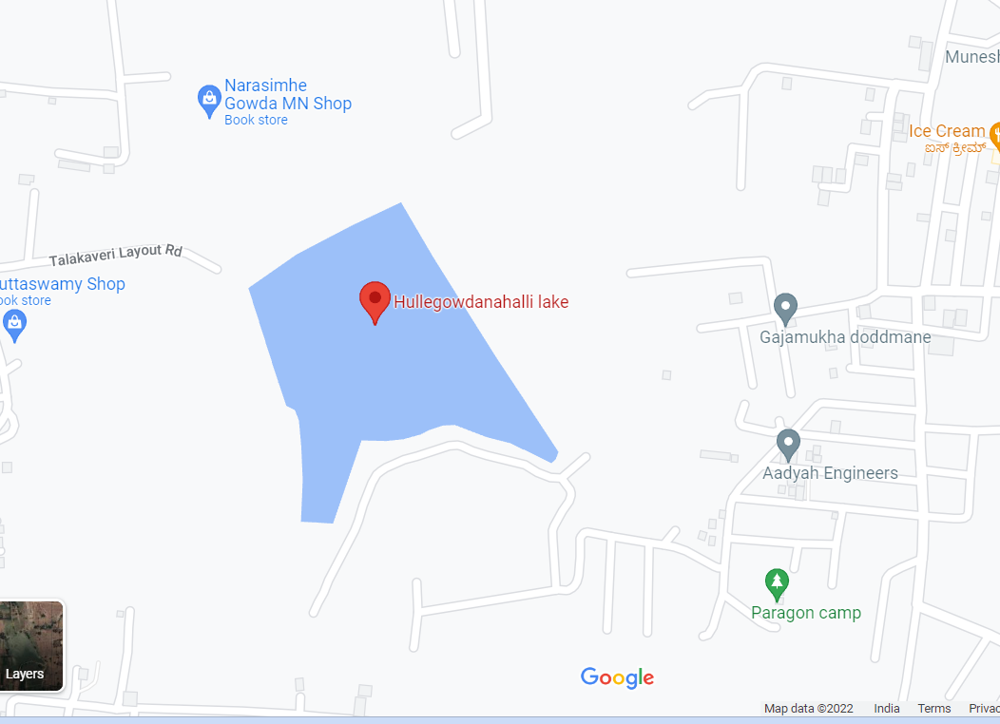 Munesh
Narasimhe
Gowda MN Shop
Book store
Ice Cream
ಐಸ್ ಕ್ರೀಮ್
Talakaveri Layout Rd
uttaswamy Shop
ook store
Hullegowdanahalli lake
Gajamukha doddmane
Aadyah Engineers
Paragon camp
Layers
Google
Map data ©2022 India Terms Privac